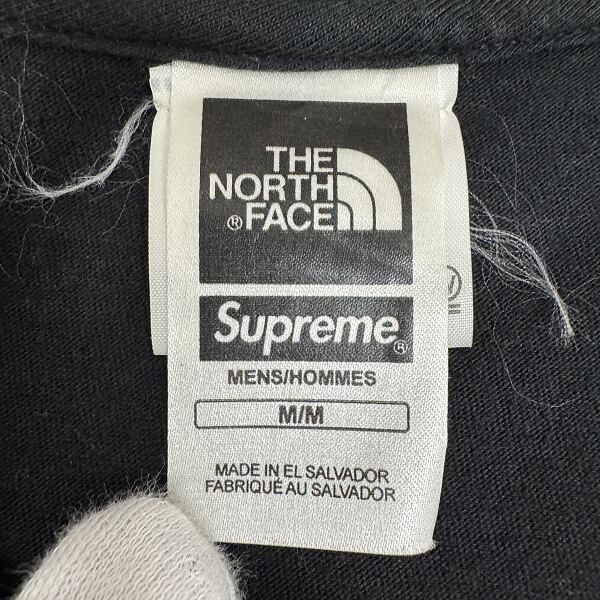 THE
NORTH
® FACE
Supreme ®
MENS/HOMMES
M/M
MADE IN EL SALVADOR
FABRIQUÉ AU SALVADOR